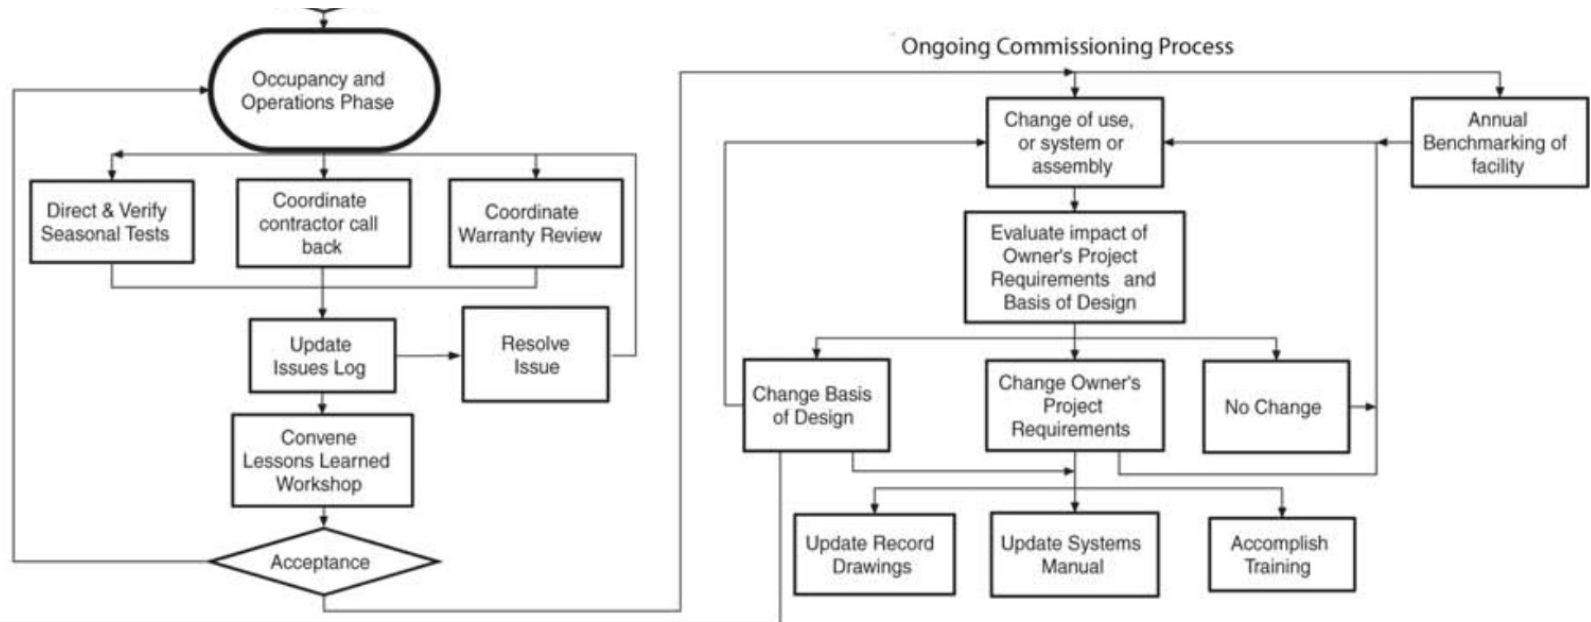 Occupancy and
Operations Phase
Direct & Verify
Seasonal Tests
Coordinate
contractor call
back
Coordinate
Warranty Review
Update
Issues Log
Resolve
Issue
Convene
Lessons Learned
Workshop
Acceptance
Ongoing Commissioning Process
Change of use,
or system or
assembly
Annual
Benchmarking of
facility
Evaluate impact of
Owner's Project
Requirements and
Basis of Design
Change Basis
of Design
Change Owner's
Project
Requirements
No Change
Update Record
Drawings
Update Systems
Manual
Accomplish
Training